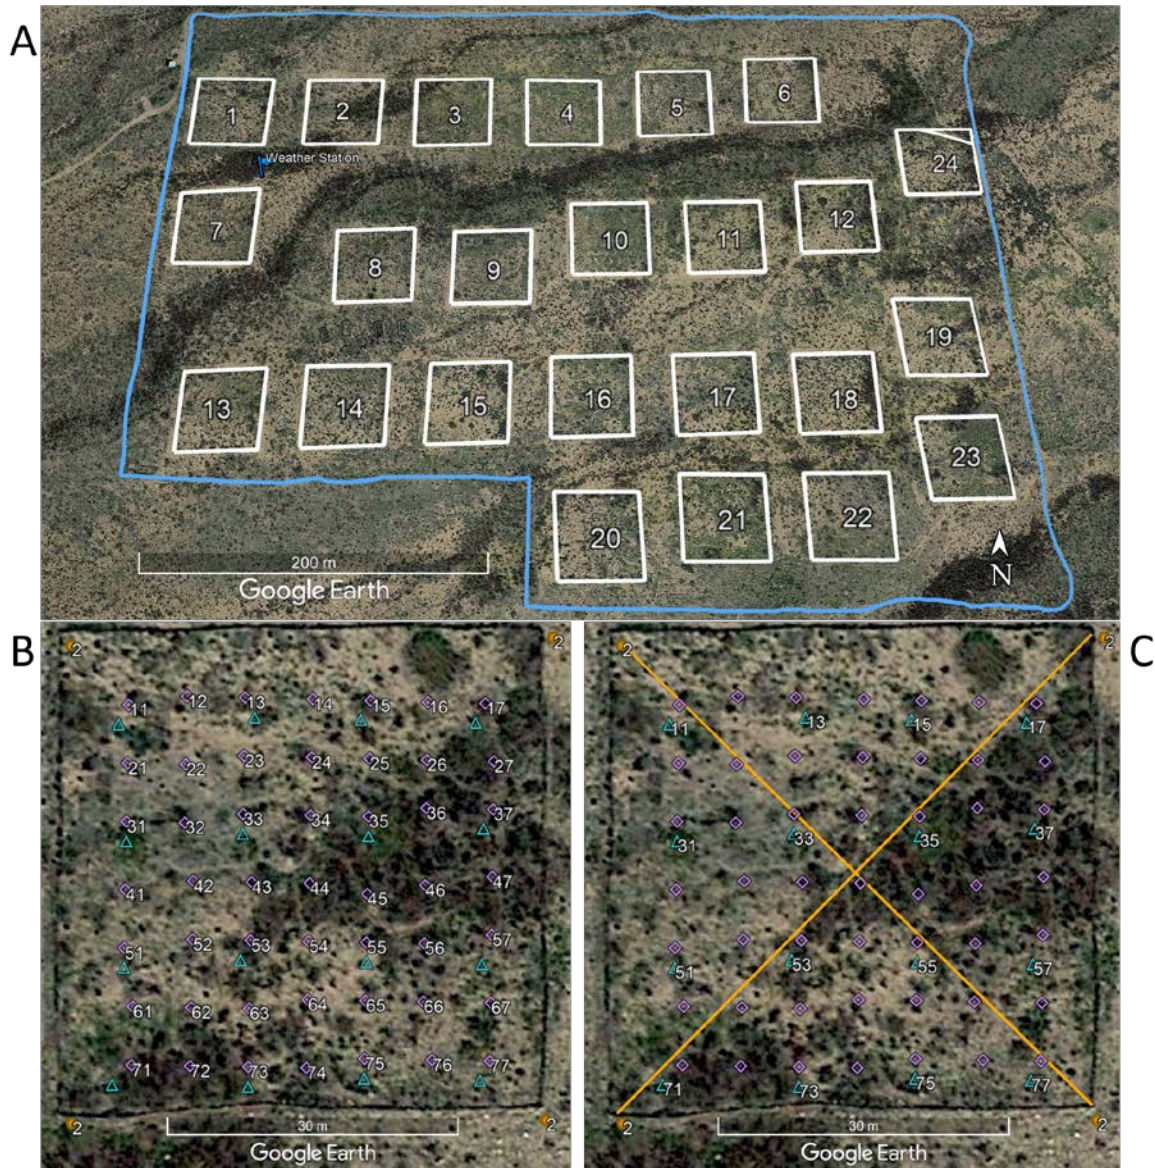 A
1 2 3 4 5 6
Weather Station
24
7 8 9 10 11 12
19
13 14 15 16 17 18
23
20 21 22
200 m
Google Earth
N
B
2 2
11 12 13 14 15 16 17
21 22 23 24 25 26 27
31 32 33 34 35 36 37
41 42 43 44 45 46 47
51 52 53 54 55 56 57
61 62 63 64 65 66 67
71 72 73 74 75 76 77
2 2
30 m
Google Earth
C
2 2
11 13 15 17
31 33 35 37
51 53 55 57
71 73 75 77
2 2
30 m
Google Earth